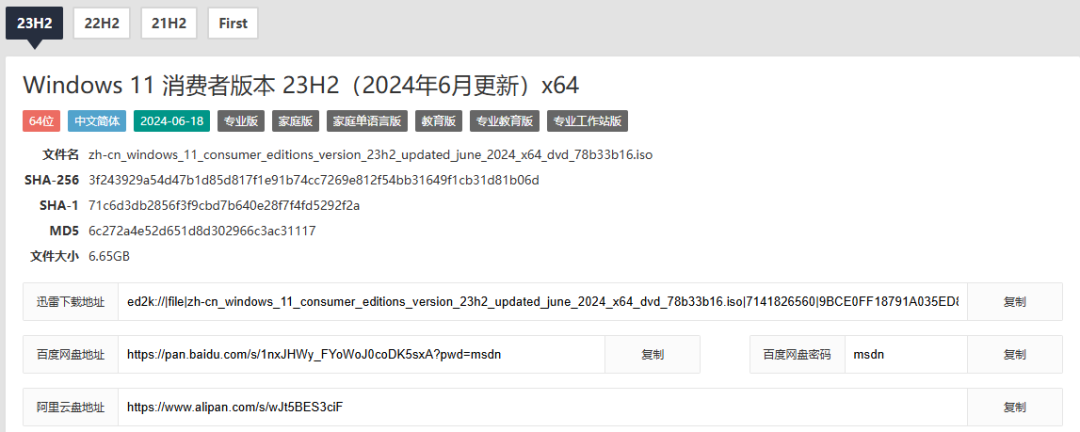 23H2 22H2 21H2 First
Windows 11 消费者版本 23H2（2024年6月更新）x64
64位 中文简体 2024-06-18 专业版 家庭版 家庭单语言版 教育版 专业教育版 专业工作站版
文件名 zh-cn_windows_11_consumer_editions_version_23h2_updated_june_2024_x64_dvd_78b33b16.iso
SHA-256 3f243929a54d47b1d85d817f1e91b74cc7269e812f54bb31649f1cb31d81b06d
SHA-1 71c6d3db2856f3f9cbd7b640e28f7f4fd5292f2a
MD5 6c272a4e52d651d8d302966c3ac31117
文件大小 6.65GB
迅雷下载地址 ed2k://|file|zh-cn_windows_11_consumer_editions_version_23h2_updated_june_2024_x64_dvd_78b33b16.iso|7141826560|9BCE0FF18791A035ED8 复制
百度网盘地址 https://pan.baidu.com/s/1nxJHWy_FYoWoJ0coDK5sxA?pwd=msdn 复制 百度网盘密码 msdn 复制
阿里云盘地址 https://www.alipan.com/s/wJt5BES3ciF 复制